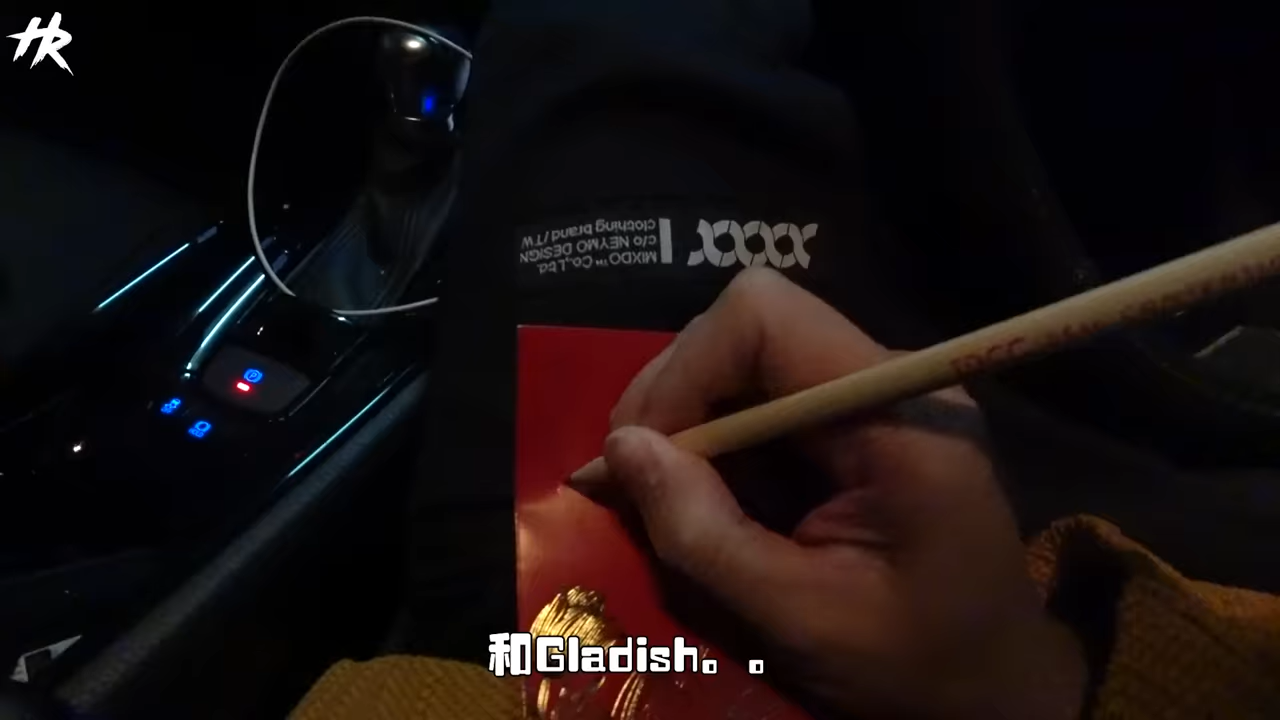 HR
XXXX
MIXDO™ Co.,Ltd.
c/o NEYMO DESIGN
clothing brand / TW
和Gladish。。